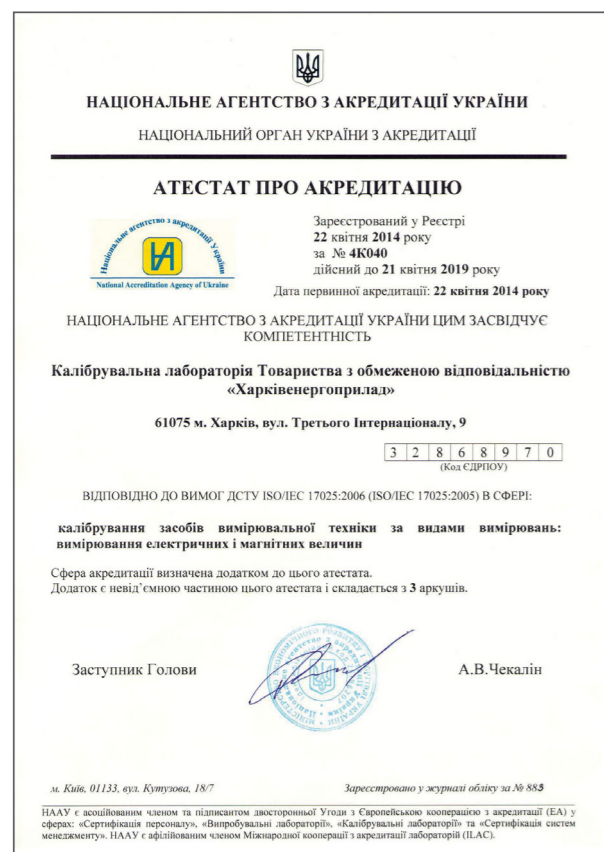 НАЦІОНАЛЬНЕ АГЕНТСТВО З АКРЕДИТАЦІЇ УКРАЇНИ
НАЦІОНАЛЬНИЙ ОРГАН УКРАЇНИ З АКРЕДИТАЦІЇ
АТЕСТАТ ПРО АКРЕДИТАЦІЮ
Національне агентство з акредитації України
National Accreditation Agency of Ukraine
Зареєстрований у Реєстрі
22 квітня 2014 року
за № 4К040
дійсний до 21 квітня 2019 року
Дата первинної акредитації: 22 квітня 2014 року
НАЦІОНАЛЬНЕ АГЕНТСТВО З АКРЕДИТАЦІЇ УКРАЇНИ ЦИМ ЗАСВІДЧУЄ
КОМПЕТЕНТНІСТЬ
Калібрувальна лабораторія Товариства з обмеженою відповідальністю
«Харківенергоприлад»
61075 м. Харків, вул. Третього Інтернаціоналу, 9
3 2 8 6 8 9 7 0
(Код ЄДРПОУ)
ВІДПОВІДНО ДО ВИМОГ ДСТУ ISO/IEC 17025:2006 (ISO/IEC 17025:2005) В СФЕРІ:
калібрування засобів вимірювальної техніки за видами вимірювань:
вимірювання електричних і магнітних величин
Сфера акредитації визначена додатком до цього атестата.
Додаток є невід’ємною частиною цього атестата і складається з 3 аркушів.
Заступник Голови
А.В.Чекалін
м. Київ, 01133, вул. Кутузова, 18/7
Зареєстровано у журналі обліку за № 885
НААУ є асоційованим членом та підписантом двосторонньої Угоди з Європейською кооперацією з акредитації (ЕА) у
сферах: «Сертифікація персоналу», «Випробувальні лабораторії», «Калібрувальні лабораторії» та «Сертифікація систем
менеджменту». НААУ є афілійованим членом Міжнародної кооперації з акредитації лабораторій (ILAC).